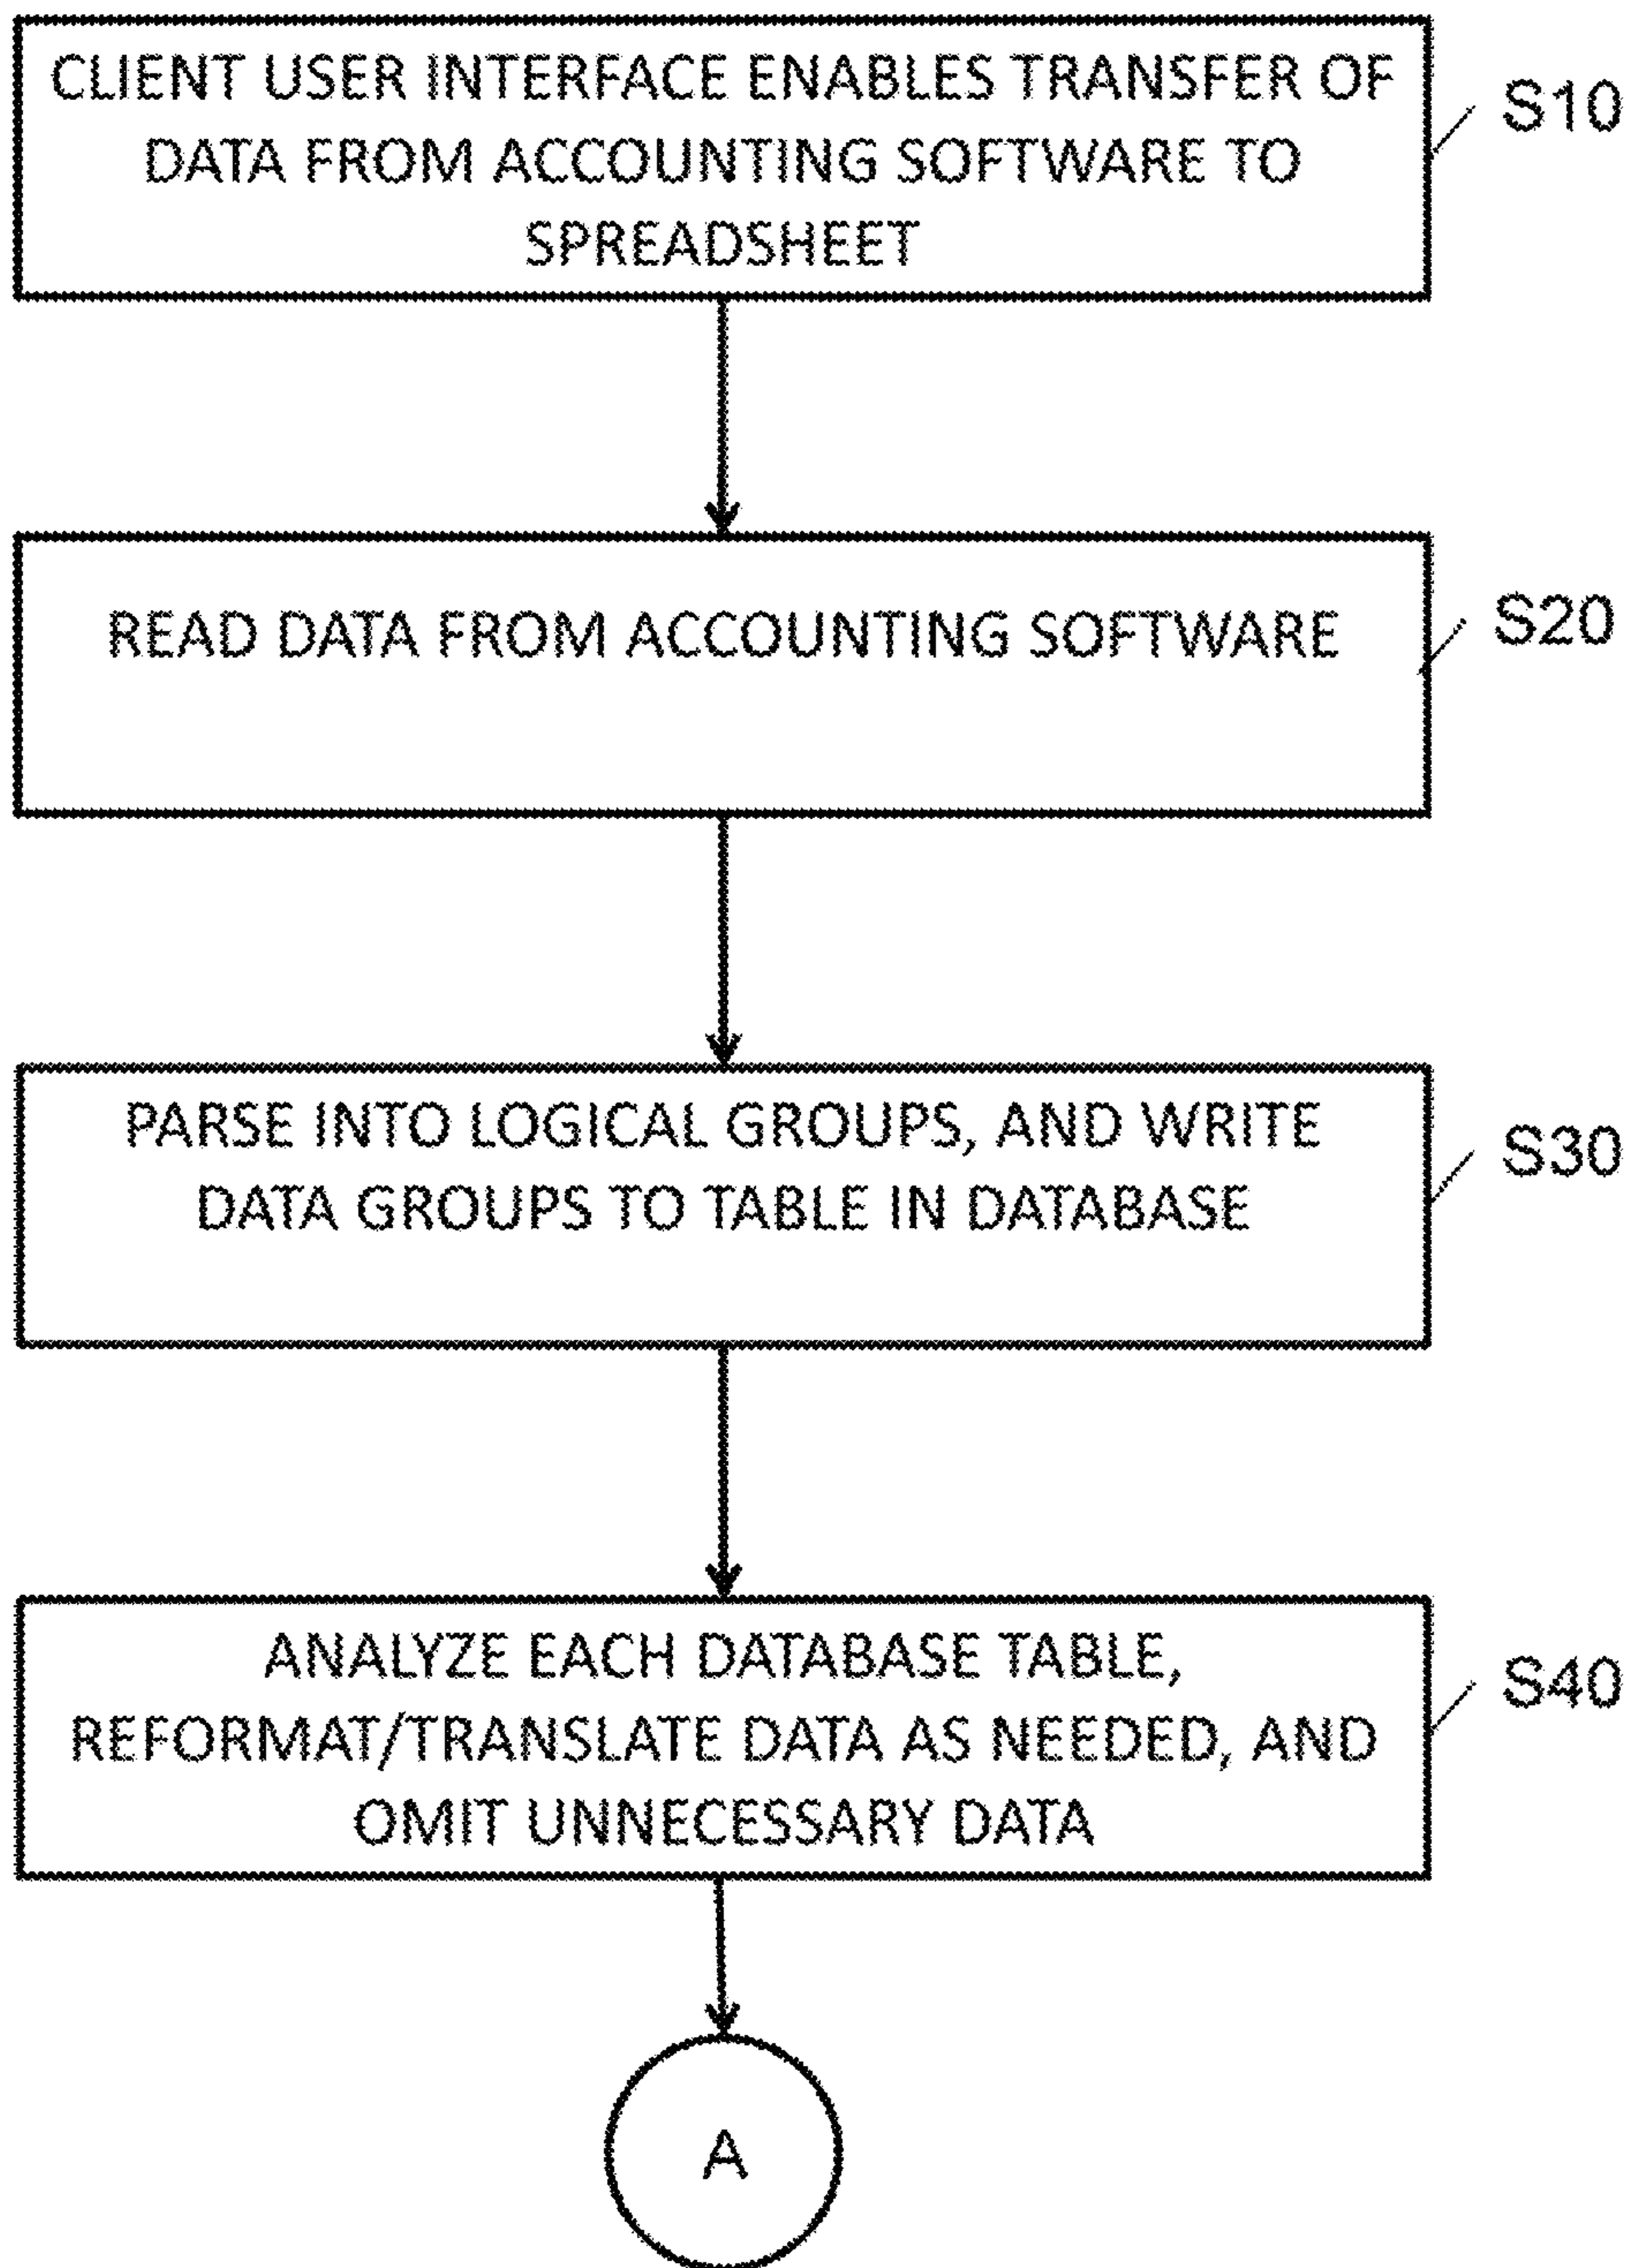 CLIENT USER INTERFACE ENABLES TRANSFER OF
DATA FROM ACCOUNTING SOFTWARE TO
SPREADSHEET
S10
READ DATA FROM ACCOUNTING SOFTWARE
S20
PARSE INTO LOGICAL GROUPS, AND WRITE
DATA GROUPS TO TABLE IN DATABASE
S30
ANALYZE EACH DATABASE TABLE,
REFORMAT/TRANSLATE DATA AS NEEDED, AND
OMIT UNNECESSARY DATA
S40
A